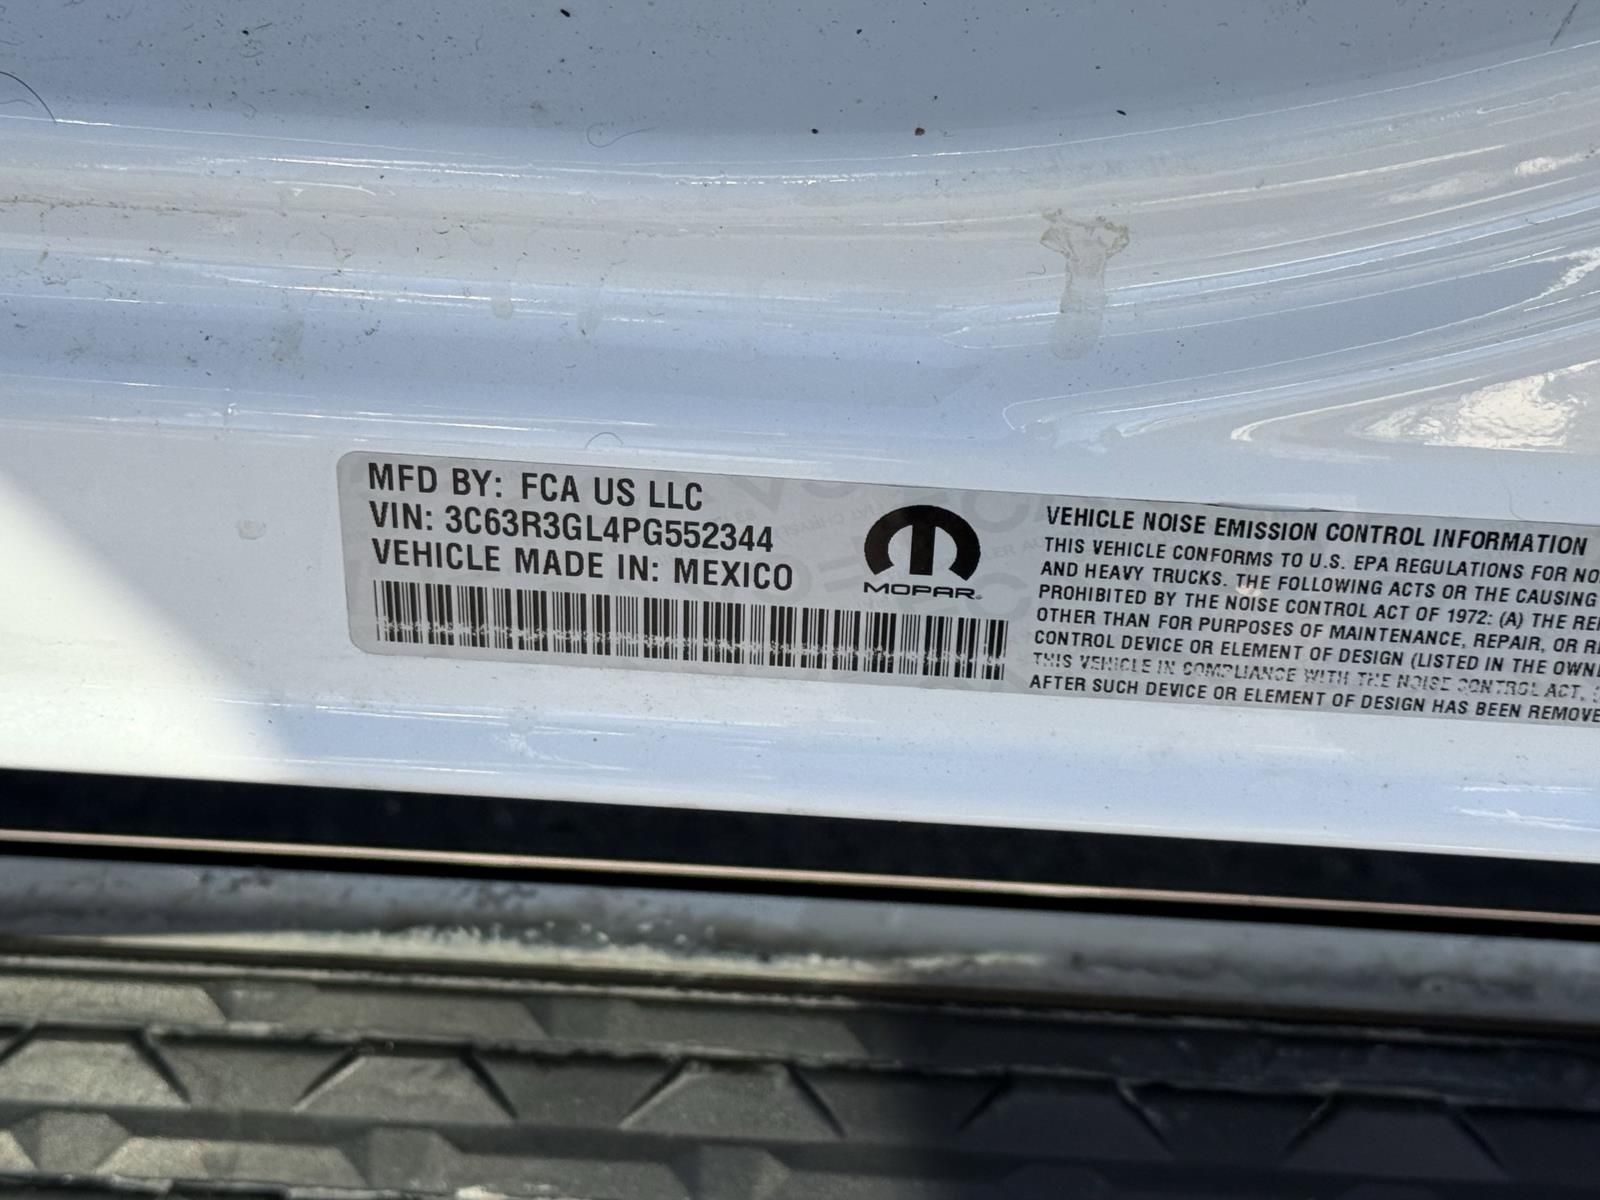 MFD BY: FCA US LLC
VIN: 3C63R3GL4PG552344
VEHICLE MADE IN: MEXICO
MOPAR®
VEHICLE NOISE EMISSION CONTROL INFORMATION
THIS VEHICLE CONFORMS TO U.S. EPA REGULATIONS FOR NO
AND HEAVY TRUCKS. THE FOLLOWING ACTS OR THE CAUSING
PROHIBITED BY THE NOISE CONTROL ACT OF 1972: (A) THE RE
OTHER THAN FOR PURPOSES OF MAINTENANCE, REPAIR, OR R
CONTROL DEVICE OR ELEMENT OF DESIGN (LISTED IN THE OWN
THIS VEHICLE IN COMPLIANCE WITH THE NOISE CONTROL ACT,
AFTER SUCH DEVICE OR ELEMENT OF DESIGN HAS BEEN REMOVE